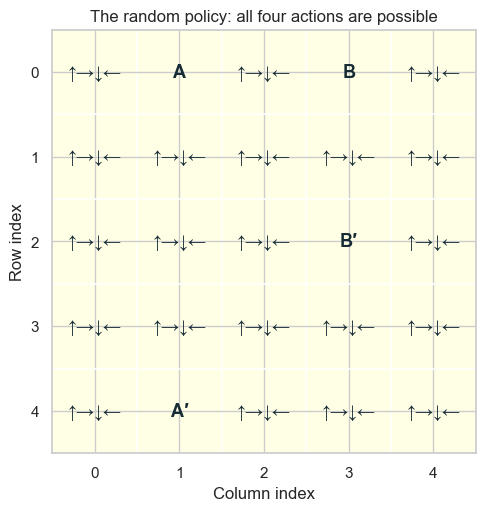 The random policy: all four actions are possible
0 ↑→↓← A ↑→↓← B ↑→↓←
1 ↑→↓← ↑→↓← ↑→↓← ↑→↓← ↑→↓←
2 ↑→↓← ↑→↓← ↑→↓← B′ ↑→↓←
3 ↑→↓← ↑→↓← ↑→↓← ↑→↓← ↑→↓←
4 ↑→↓← A′ ↑→↓← ↑→↓← ↑→↓←
Row index
0 1 2 3 4
Column index